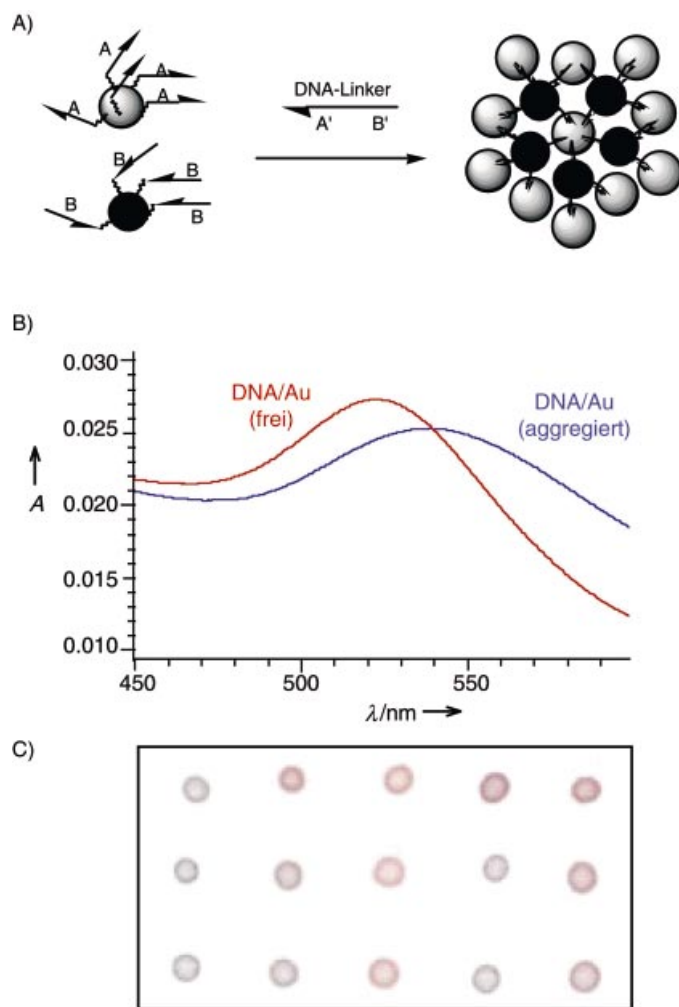 A)
A
A
A
A
B
B
B
B
DNA-Linker
A' B'
B)
0.030
0.025
0.020
0.015
0.010
A
DNA/Au
(frei)
DNA/Au
(aggregiert)
450 500 550
λ/nm
C)